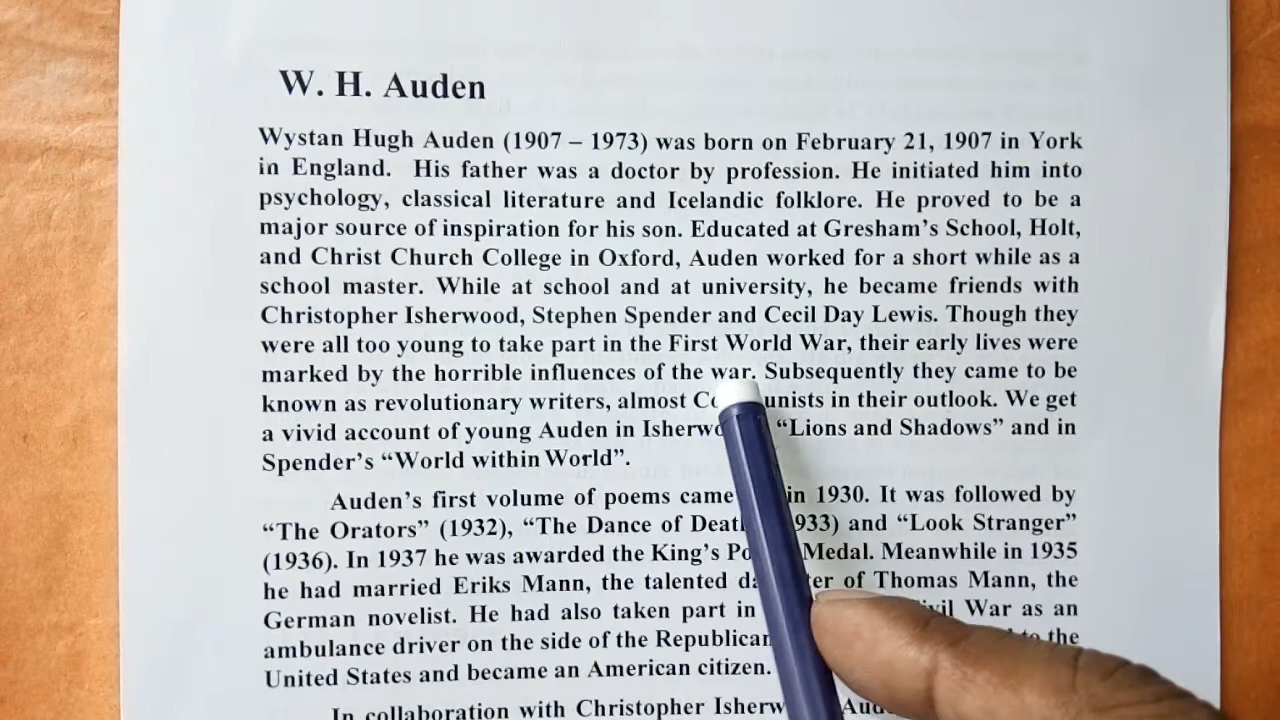 W. H. Auden
Wystan Hugh Auden (1907 – 1973) was born on February 21, 1907 in York
in England. His father was a doctor by profession. He initiated him into
psychology, classical literature and Icelandic folklore. He proved to be a
major source of inspiration for his son. Educated at Gresham's School, Holt,
and Christ Church College in Oxford, Auden worked for a short while as a
school master. While at school and at university, he became friends with
Christopher Isherwood, Stephen Spender and Cecil Day Lewis. Though they
were all too young to take part in the First World War, their early lives were
marked by the horrible influences of the war. Subsequently they came to be
known as revolutionary writers, almost in their outlook. We get
a vivid account of young Auden in "Lions and Shadows" and in
Spender's "World within World".
Auden's first volume of poems came in 1930. It was followed by
"The Orators" (1932), "The Dance of and "Look Stranger"
(1936). In 1937 he was awarded the King's Medal. Meanwhile in 1935
he had married Eriks Mann, the talented of Thomas Mann, the
German novelist. He had also taken part in Civil War as an
ambulance driver on the side of the to the
United States and became an American citizen.
In collaboration with Christopher